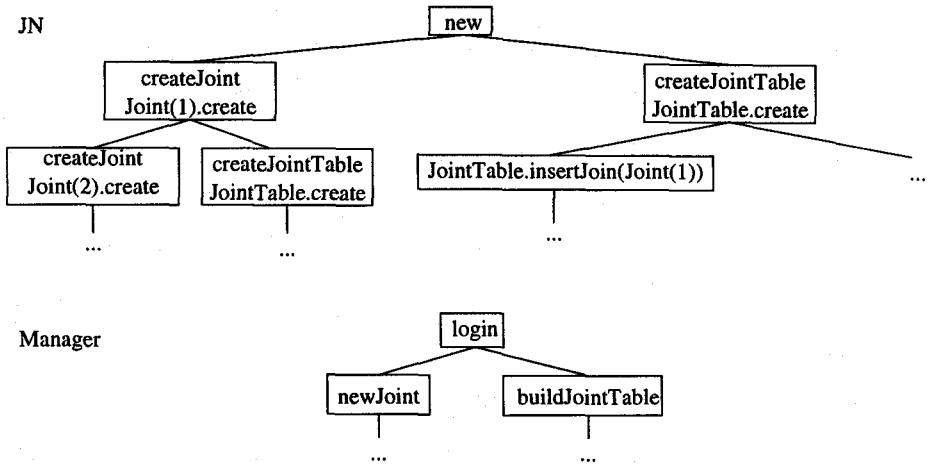 JN
new
createJoint
Joint(1).create
createJointTable
JointTable.create
createJoint
Joint(2).create
createJointTable
JointTable.create
JointTable.insertJoin(Joint(1))
...
...
...
...
Manager
login
newJoint
buildJointTable
...
...